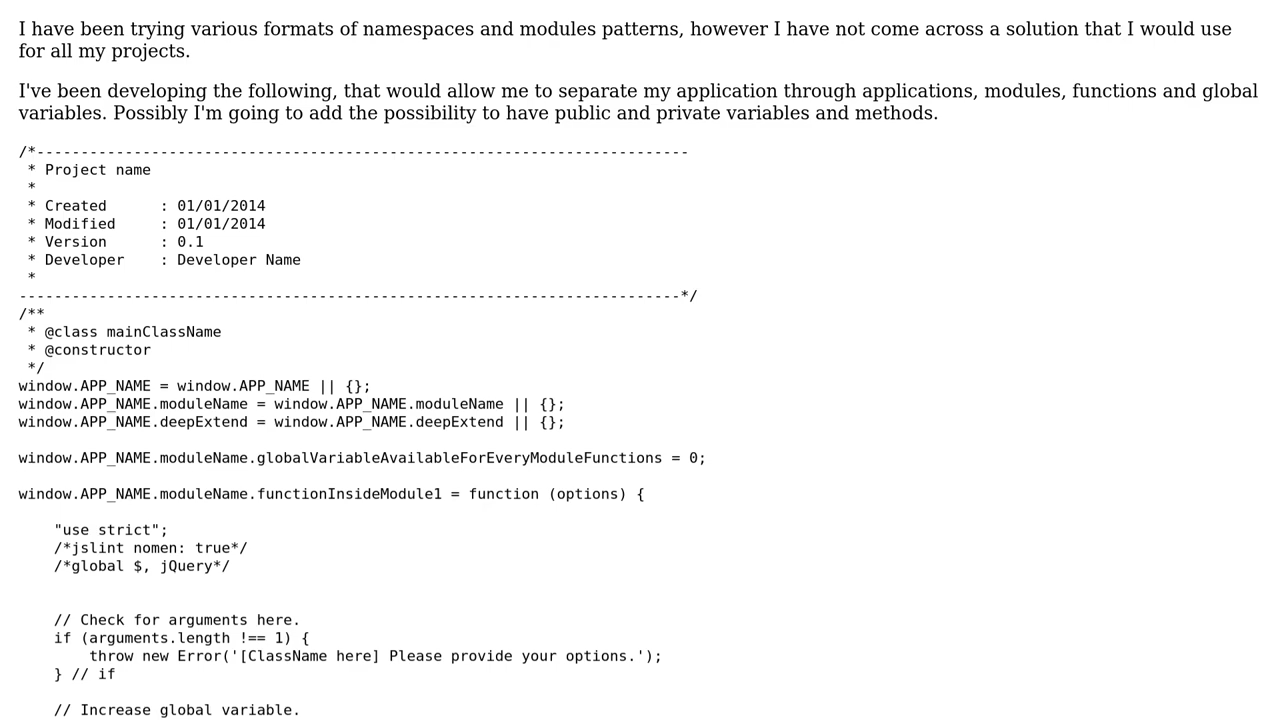 I have been trying various formats of namespaces and modules patterns, however I have not come across a solution that I would use
for all my projects.
I've been developing the following, that would allow me to separate my application through applications, modules, functions and global
variables. Possibly I'm going to add the possibility to have public and private variables and methods.
/*--------------------------------------------------------------------------
 * Project name
 *
 * Created      : 01/01/2014
 * Modified     : 01/01/2014
 * Version      : 0.1
 * Developer    : Developer Name
 *
---------------------------------------------------------------------------*/
/**
 * @class mainClassName
 * @constructor
 */
window.APP_NAME = window.APP_NAME || {};
window.APP_NAME.moduleName = window.APP_NAME.moduleName || {};
window.APP_NAME.deepExtend = window.APP_NAME.deepExtend || {};
window.APP_NAME.moduleName.globalVariableAvailableForEveryModuleFunctions = 0;
window.APP_NAME.moduleName.functionInsideModule1 = function (options) {
    "use strict";
    /*jslint nomen: true*/
    /*global $, jQuery*/
    // Check for arguments here.
    if (arguments.length !== 1) {
        throw new Error('[ClassName here] Please provide your options.');
    } // if
    // Increase global variable.